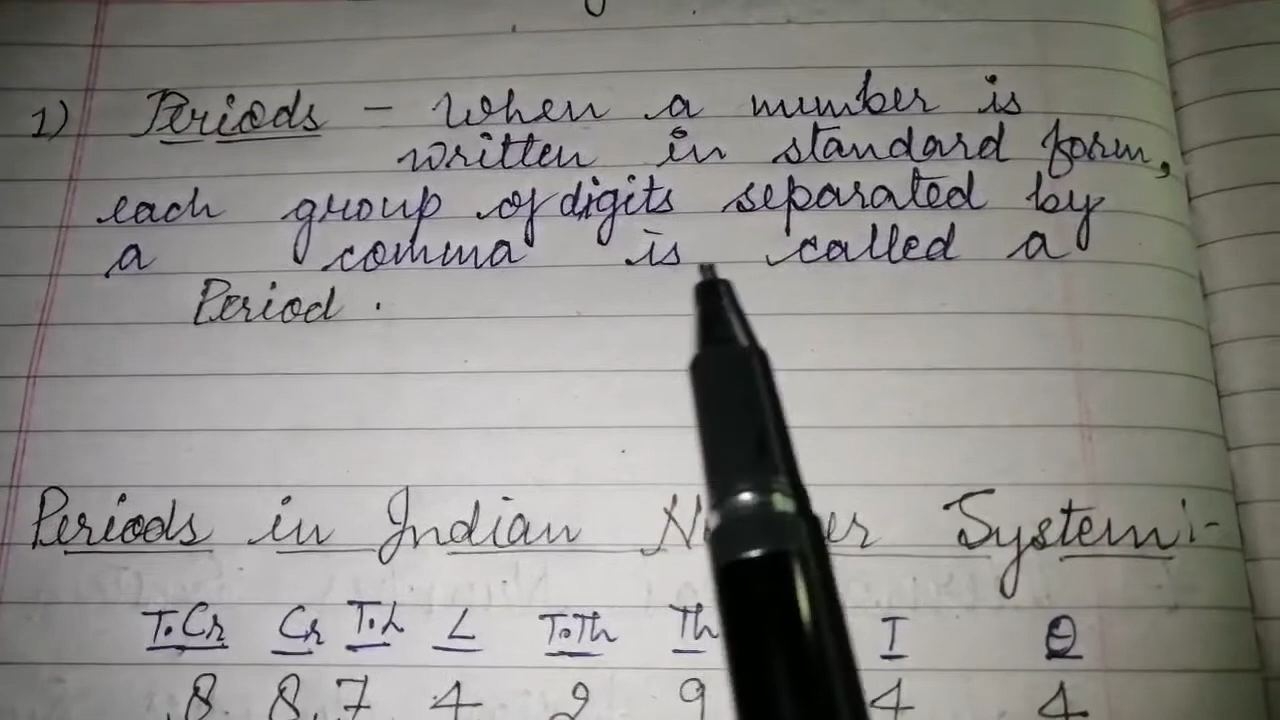 1) Periods - When a number is
written in standard form,
each group of digits separated by
a comma is called a
Period.
Periods in Indian System:-
T.Cr Cr T.L L T.Th Th I O
8 8,7 4 2 9 4 4